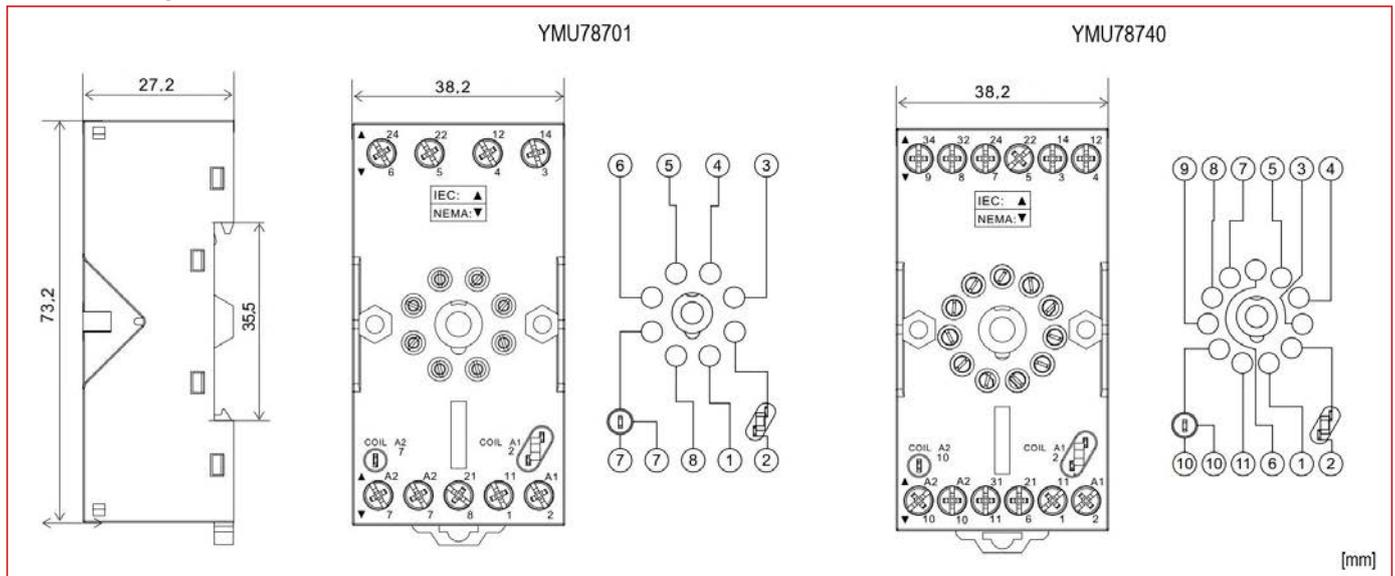 YMU78701
YMU78740
27,2
38,2
38,2
73,2
35,5
24 22 12 14
6 5 4 3
IEC: ▲
NEMA: ▼
COIL A2
7
COIL A1
2
A2 A2 21 11 A1
7 7 8 1 2
6 5 4 3
7 7 8 1 2
34 32 24 22 14 12
9 8 7 5 3 4
IEC: ▲
NEMA: ▼
COIL A2
10
COIL A1
2
A2 A2 31 21 11 A1
10 10 11 6 1 2
9 8 7 5 3 4
10 10 11 6 1 2
[mm]